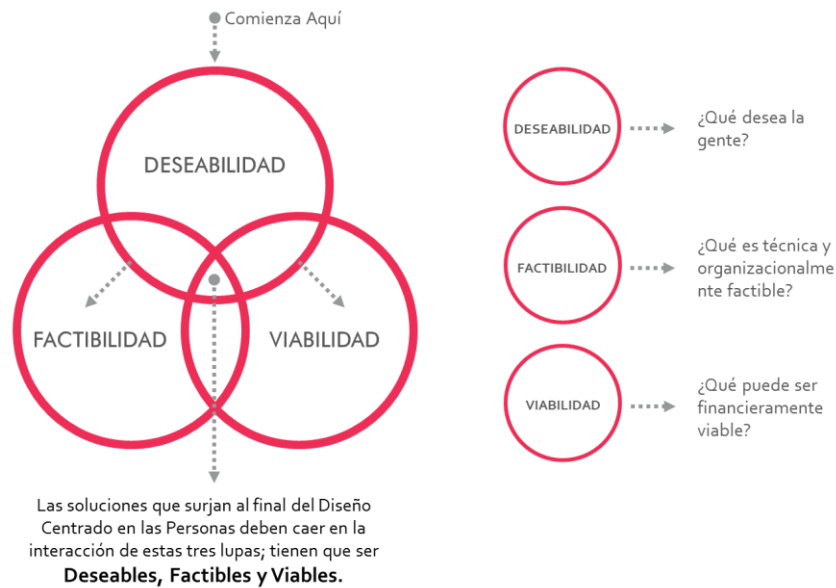 Comienza Aquí
DESEABILIDAD
FACTIBILIDAD
VIABILIDAD
Las soluciones que surjan al final del Diseño
Centrado en las Personas deben caer en la
interacción de estas tres lupas; tienen que ser
Deseables, Factibles y Viables.
DESEABILIDAD
¿Qué desea la
gente?
FACTIBILIDAD
¿Qué es técnica y
organizacionalme
nte factible?
VIABILIDAD
¿Qué puede ser
financieramente
viable?